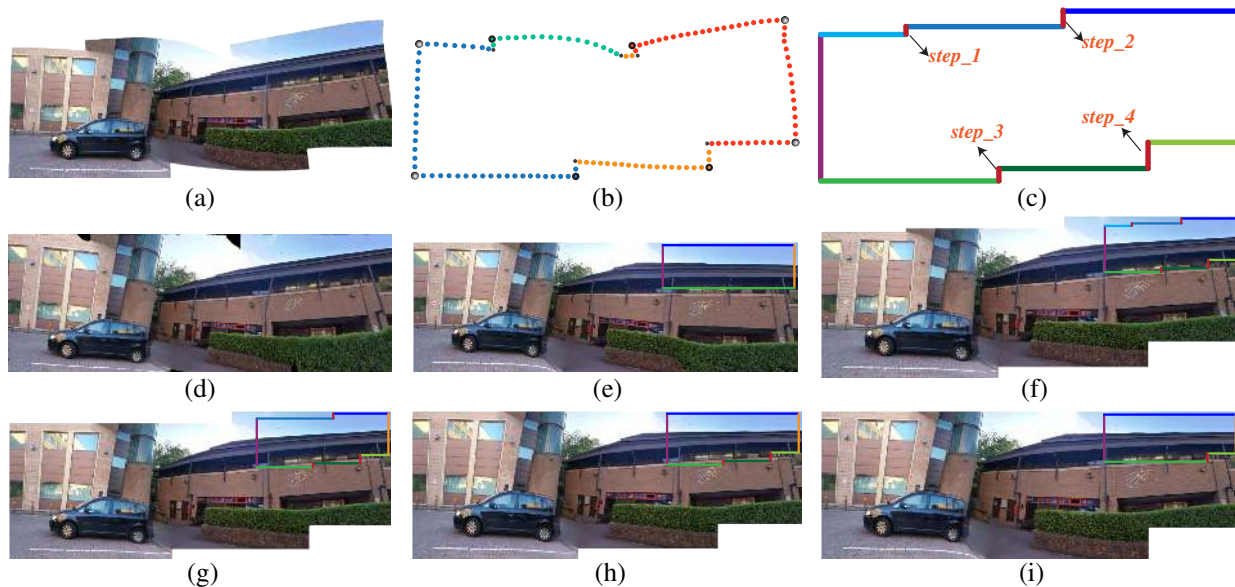 step_1
step_2
step_3
step_4
(a)
(b)
(c)
(d)
(e)
(f)
(g)
(h)
(i)